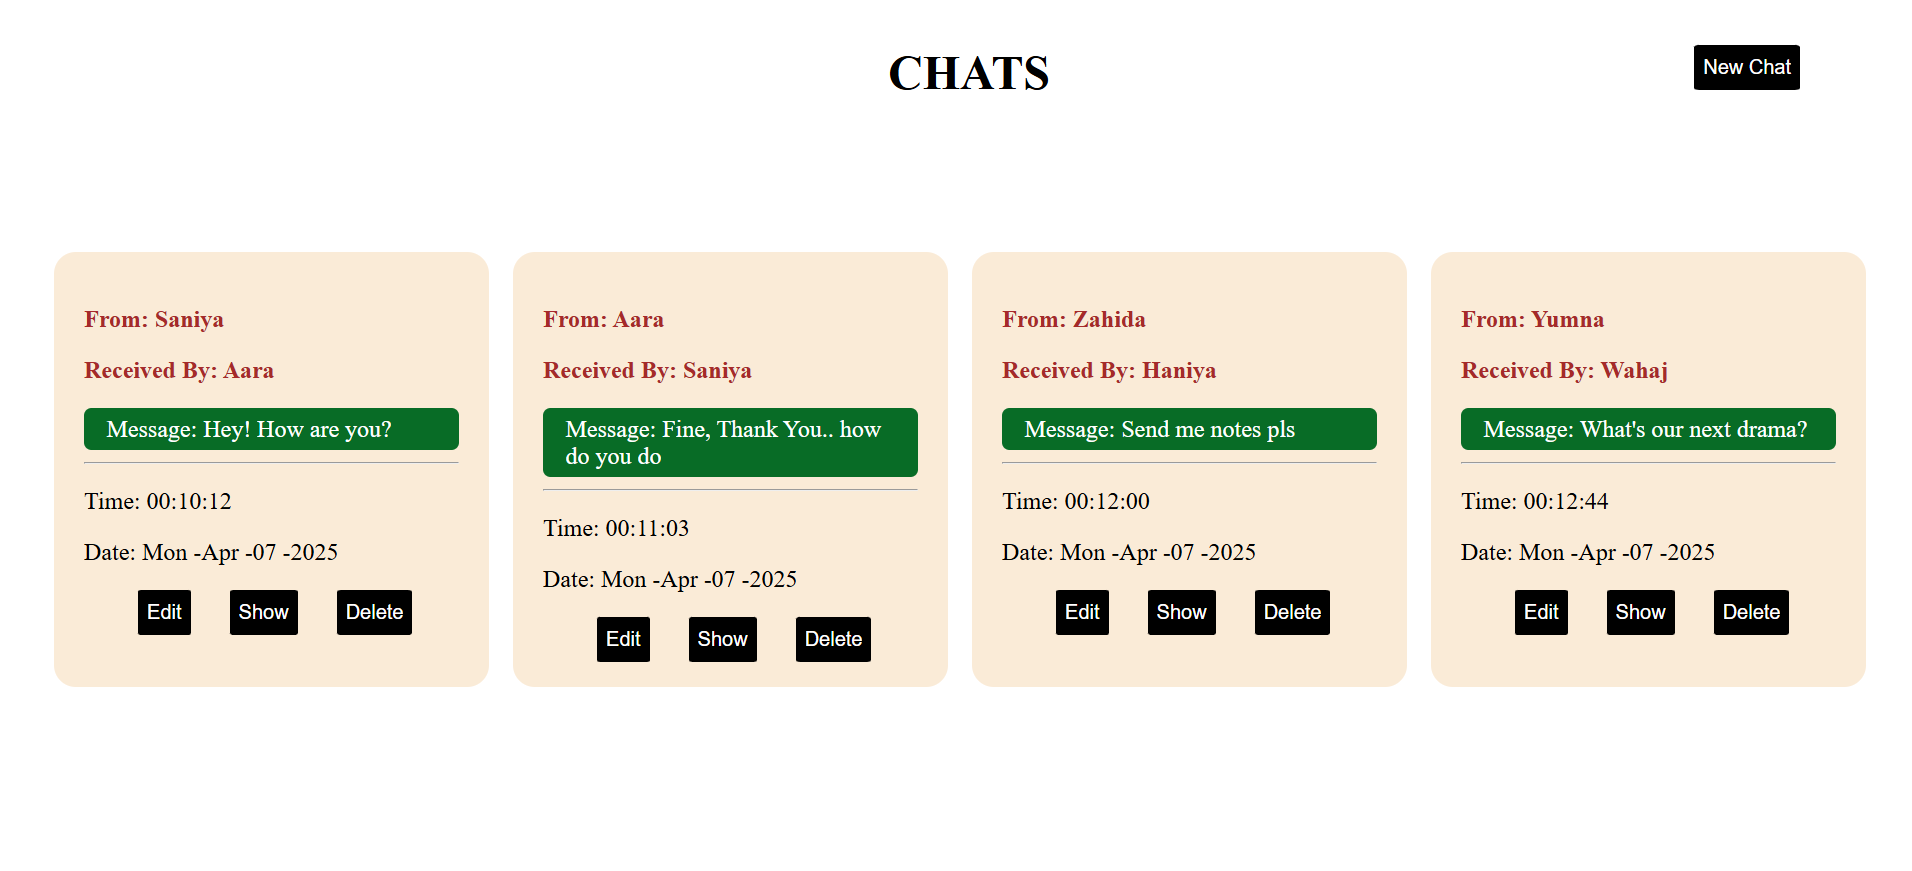 CHATS
New Chat
From: Saniya
Received By: Aara
Message: Hey! How are you?
Time: 00:10:12
Date: Mon -Apr -07 -2025
Edit Show Delete
From: Aara
Received By: Saniya
Message: Fine, Thank You.. how
do you do
Time: 00:11:03
Date: Mon -Apr -07 -2025
Edit Show Delete
From: Zahida
Received By: Haniya
Message: Send me notes pls
Time: 00:12:00
Date: Mon -Apr -07 -2025
Edit Show Delete
From: Yumna
Received By: Wahaj
Message: What's our next drama?
Time: 00:12:44
Date: Mon -Apr -07 -2025
Edit Show Delete